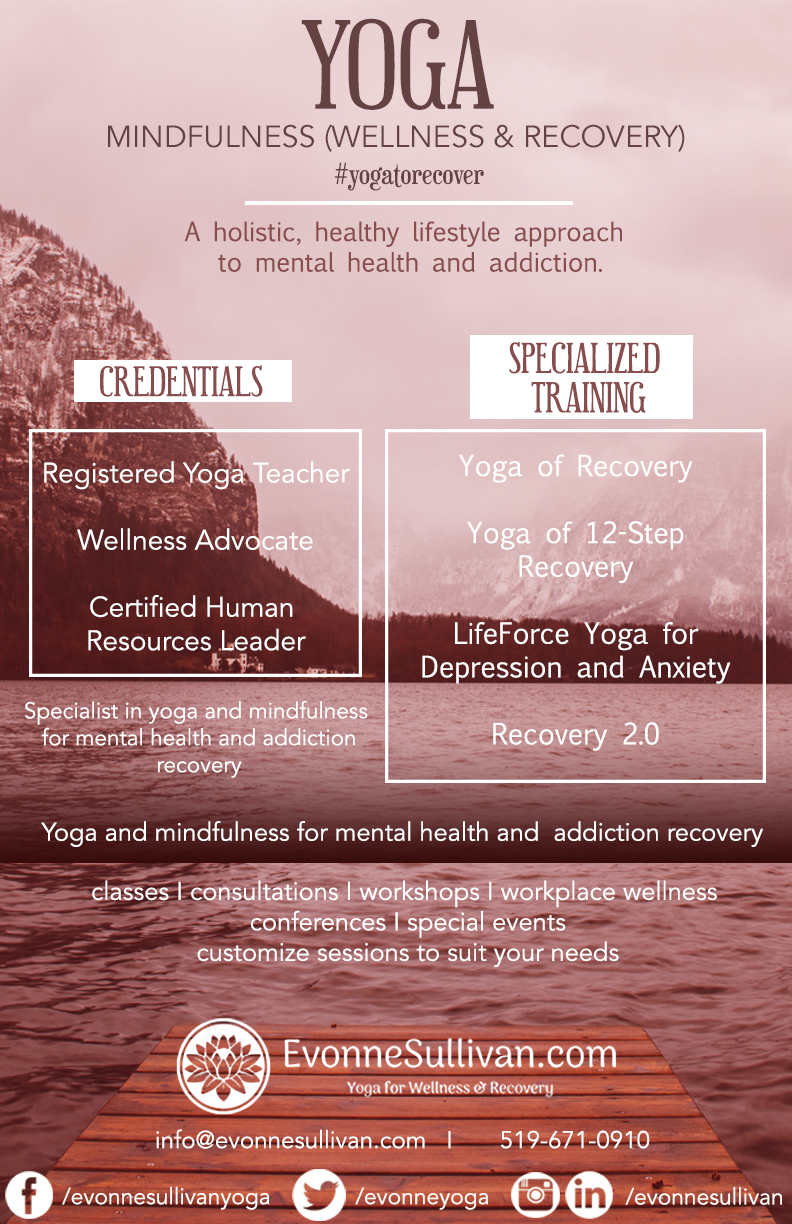 YOGA
MINDFULNESS (WELLNESS & RECOVERY)
#yogatorecover
A holistic, healthy lifestyle approach
to mental health and addiction.
CREDENTIALS
Registered Yoga Teacher
Wellness Advocate
Certified Human
Resources Leader
Specialist in yoga and mindfulness
for mental health and addiction
recovery
SPECIALIZED
TRAINING
Yoga of Recovery
Yoga of 12-Step
Recovery
LifeForce Yoga for
Depression and Anxiety
Recovery 2.0
Yoga and mindfulness for mental health and addiction recovery
classes I consultations I workshops I workplace wellness
conferences I special events
customize sessions to suit your needs
EvonneSullivan.com
Yoga for Wellness & Recovery
info@evonnesullivan.com I 519-671-0910
/evonnesullivanyoga /evonneyoga /evonnesullivan